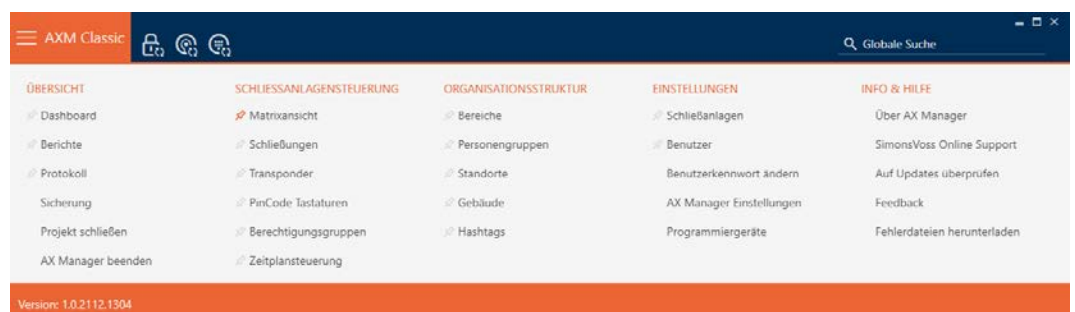 AXM Classic
Globale Suche
ÜBERSICHT
Dashboard
Berichte
Protokoll
Sicherung
Projekt schließen
AX Manager beenden
SCHLIESSANLAGENSTEUERUNG
Matrixansicht
Schließungen
Transponder
PinCode Tastaturen
Berechtigungsgruppen
Zeitplansteuerung
ORGANISATIONSSTRUKTUR
Bereiche
Personengruppen
Standorte
Gebäude
Hashtags
EINSTELLUNGEN
Schließanlagen
Benutzer
Benutzerkennwort ändern
AX Manager Einstellungen
Programmiergeräte
INFO & HILFE
Über AX Manager
SimonsVoss Online Support
Auf Updates überprüfen
Feedback
Fehlerdateien herunterladen
Version: 1.0.2112.1304